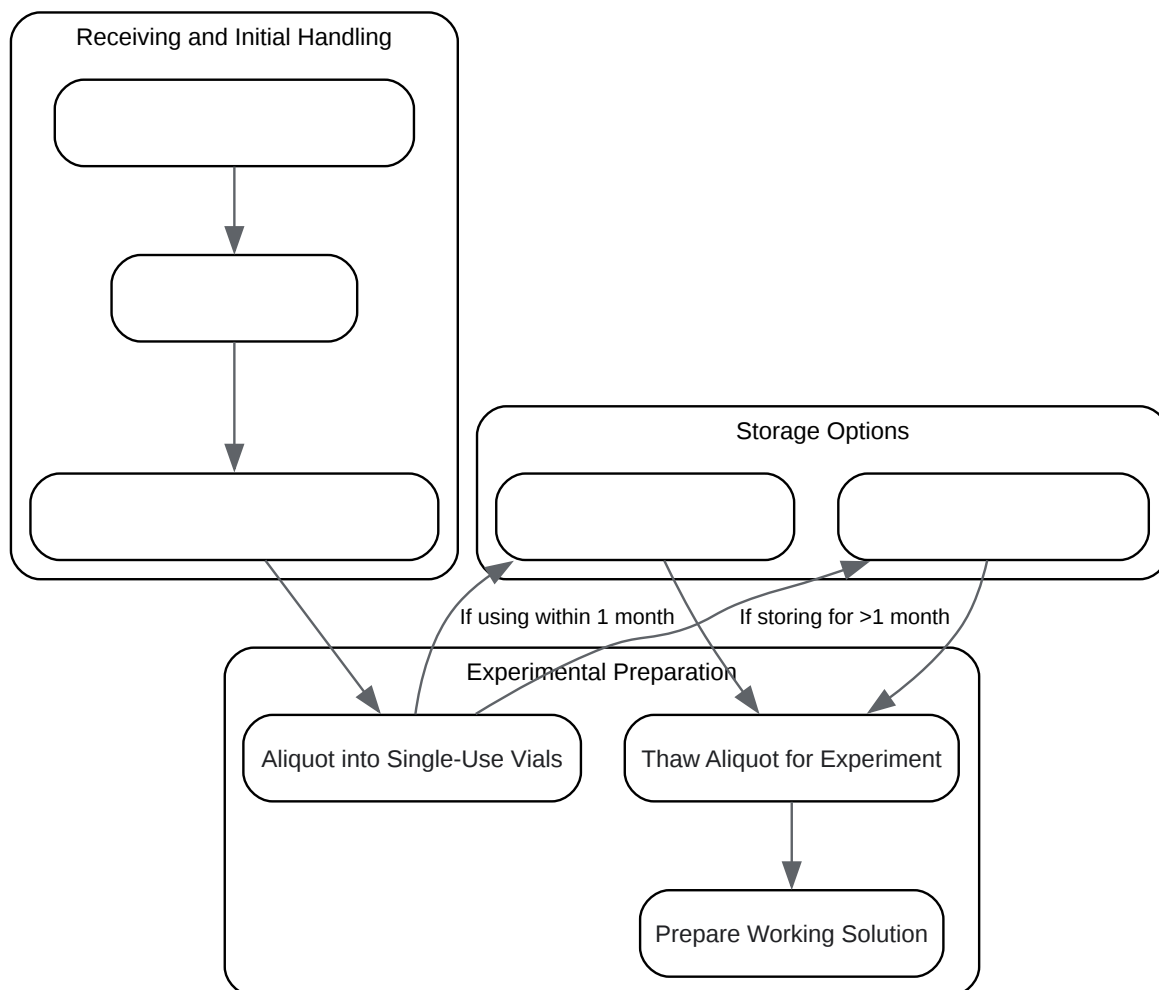 Receiving and Initial Handling
Storage Options
If using within 1 month
If storing for >1 month
Experimental Preparation
Aliquot into Single-Use Vials
Thaw Aliquot for Experiment
Prepare Working Solution